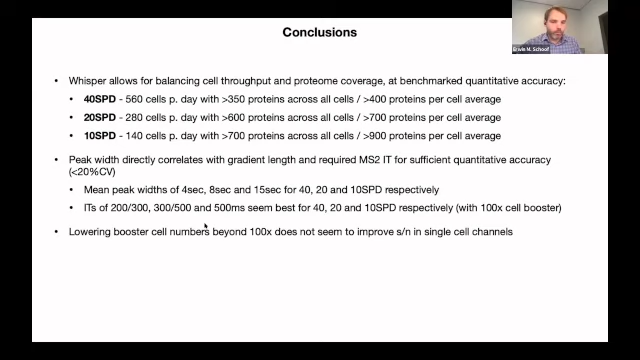 Conclusions
Erwin M. Schoof
• Whisper allows for balancing cell throughput and proteome coverage, at benchmarked quantitative accuracy:
• 40SPD - 560 cells p. day with >350 proteins across all cells / >400 proteins per cell average
• 20SPD - 280 cells p. day with >600 proteins across all cells / >700 proteins per cell average
• 10SPD - 140 cells p. day with >700 proteins across all cells / >900 proteins per cell average
• Peak width directly correlates with gradient length and required MS2 IT for sufficient quantitative accuracy
(<20%CV)
• Mean peak widths of 4sec, 8sec and 15sec for 40, 20 and 10SPD respectively
• ITs of 200/300, 300/500 and 500ms seem best for 40, 20 and 10SPD respectively (with 100x cell booster)
• Lowering booster cell numbers beyond 100x does not seem to improve s/n in single cell channels